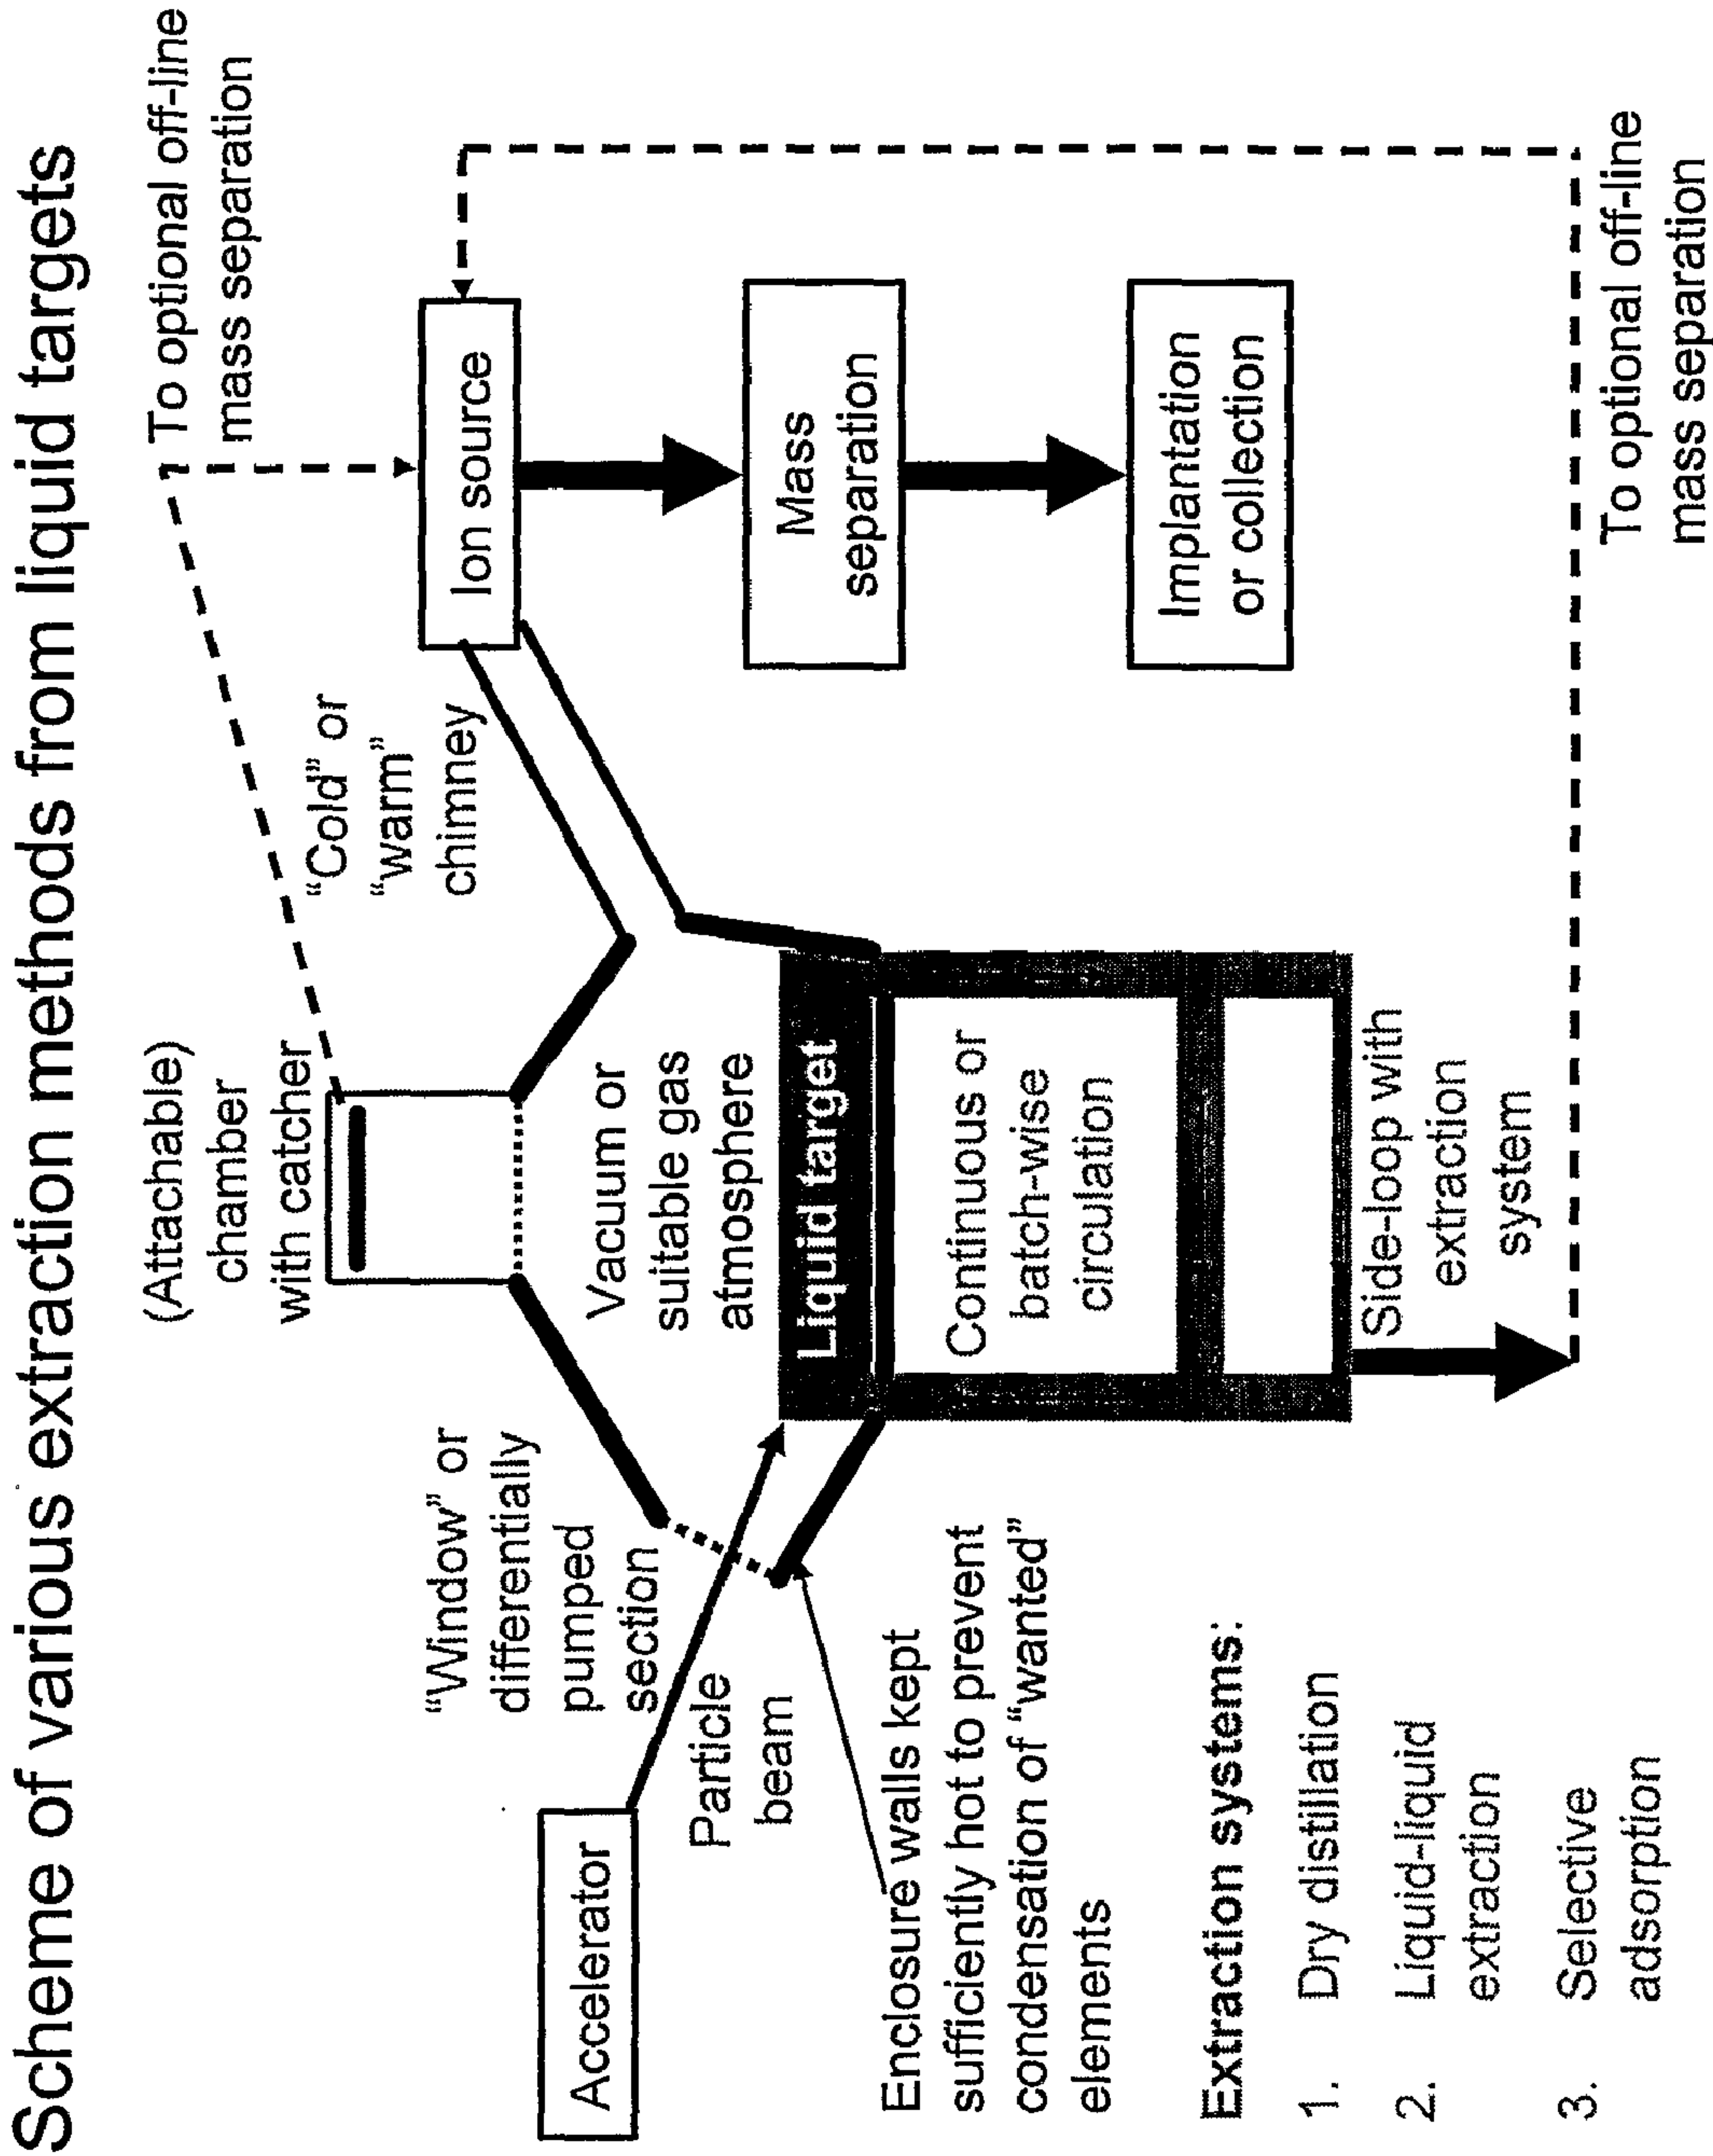 Scheme of various extraction methods from liquid targets
To optional off-line
mass separation
(Attachable)
chamber
with catcher
"Cold" or
"warm"
chimney
"Window" or
differentially
pumped
section
Ion source
Accelerator
Vacuum or
suitable gas
atmosphere
Particle
beam
Liquid target
Mass
separation
Enclosure walls kept
sufficiently hot to prevent
condensation of "wanted"
elements
Continuous or
batch-wise
circulation
Implantation
or collection
Extraction systems:
1. Dry distillation
2. Liquid-liquid
extraction
3. Selective
adsorption
Side-loop with
extraction
system
To optional off-line
mass separation